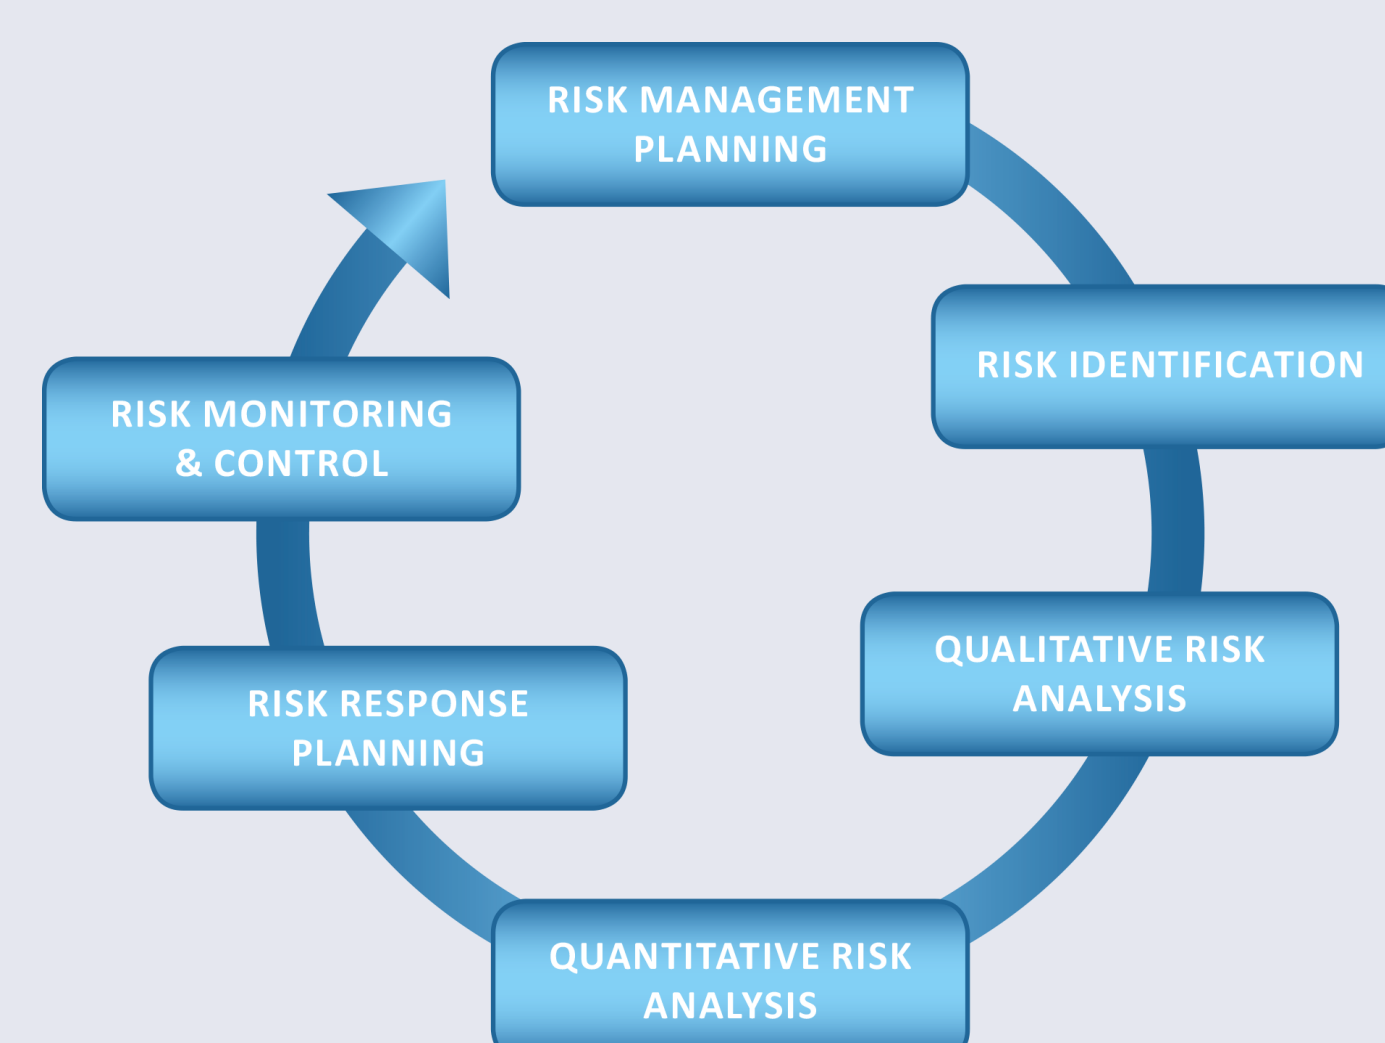 RISK MANAGEMENT
PLANNING
RISK IDENTIFICATION
QUALITATIVE RISK
ANALYSIS
QUANTITATIVE RISK
ANALYSIS
RISK RESPONSE
PLANNING
RISK MONITORING
& CONTROL